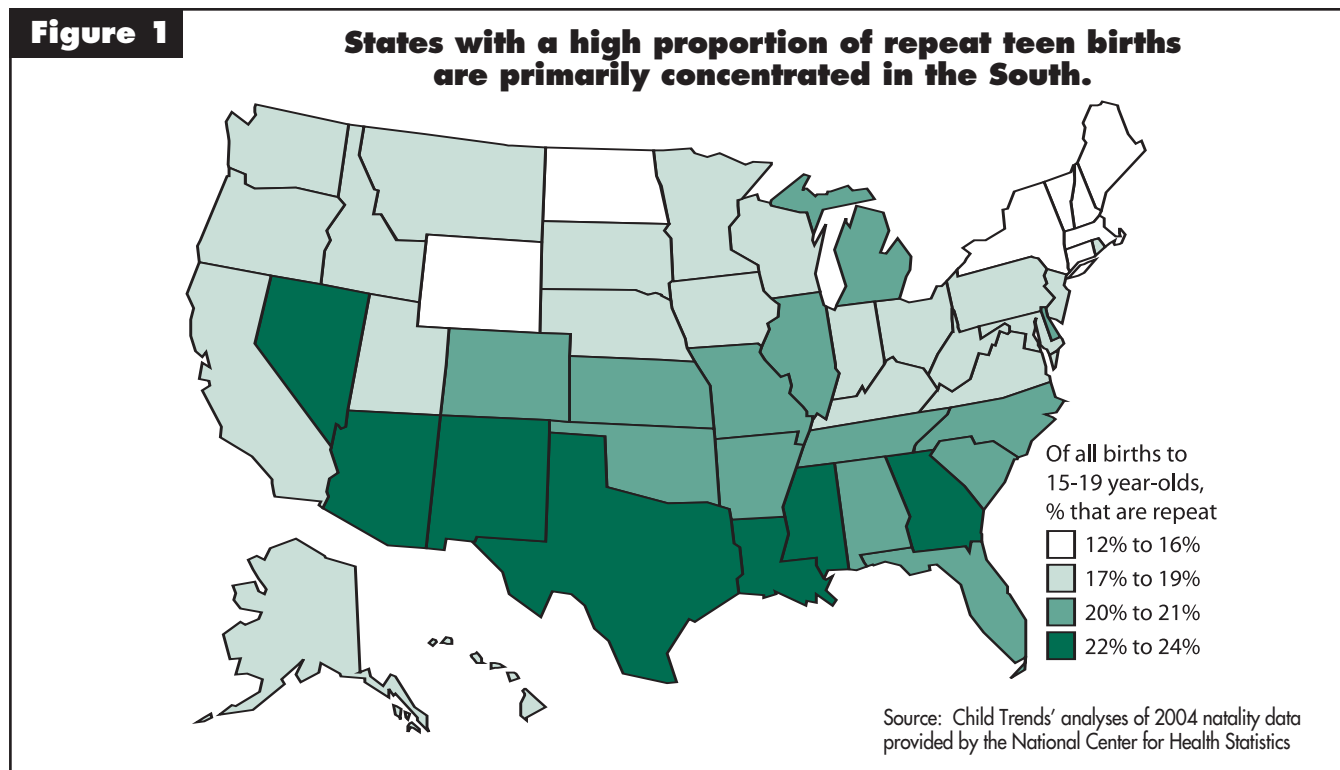 Figure 1
States with a high proportion of repeat teen births
are primarily concentrated in the South.
Of all births to
15-19 year-olds,
% that are repeat
12% to 16%
17% to 19%
20% to 21%
22% to 24%
Source: Child Trends’ analyses of 2004 natality data
provided by the National Center for Health Statistics